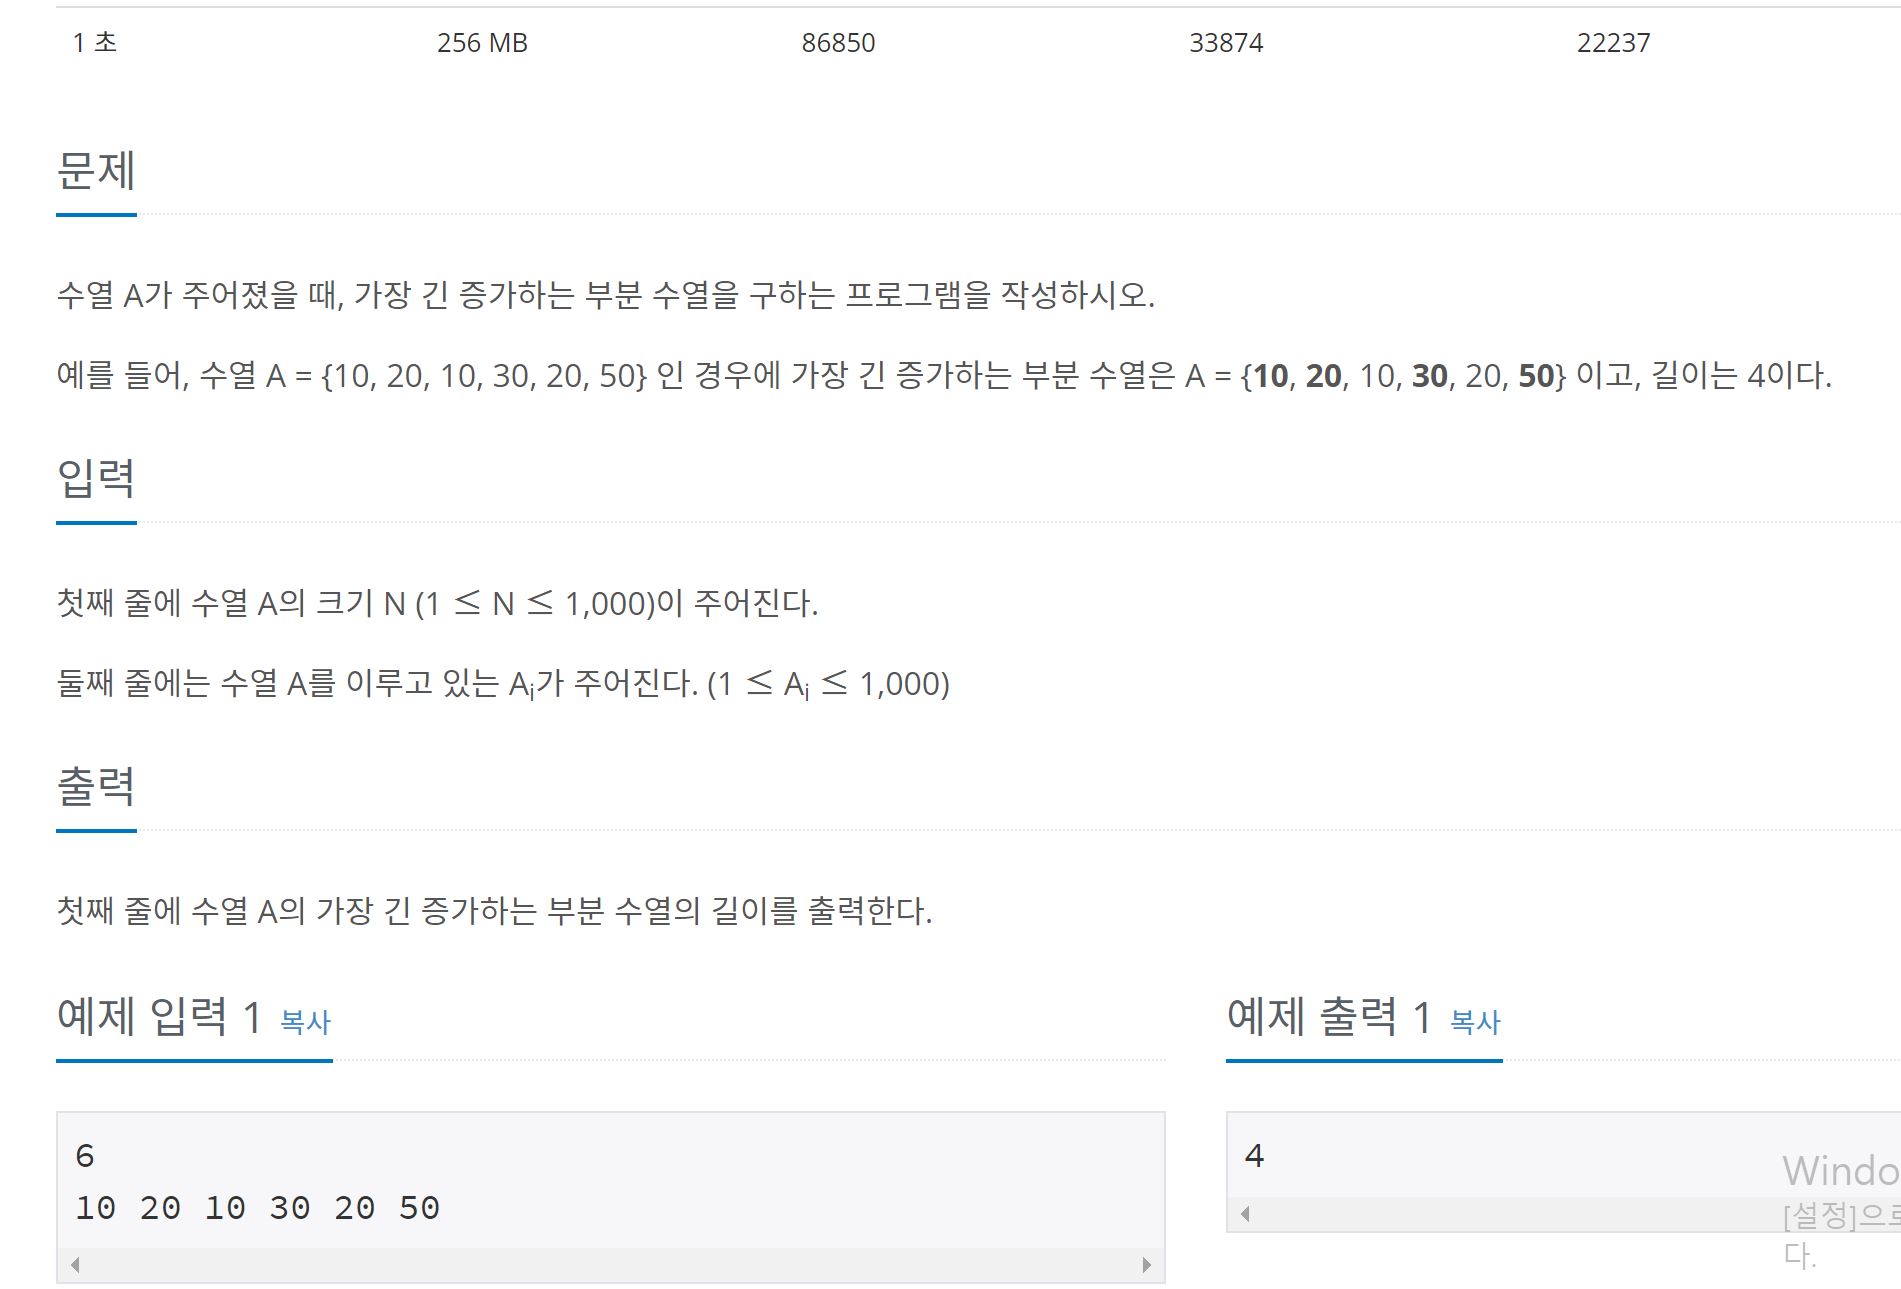 1 초 256 MB 86850 33874 22237
문제
수열 A가 주어졌을 때, 가장 긴 증가하는 부분 수열을 구하는 프로그램을 작성하시오.
예를 들어, 수열 A = {10, 20, 10, 30, 20, 50} 인 경우에 가장 긴 증가하는 부분 수열은 A = {10, 20, 10, 30, 20, 50} 이고, 길이는 4이다.
입력
첫째 줄에 수열 A의 크기 N (1 ≤ N ≤ 1,000)이 주어진다.
둘째 줄에는 수열 A를 이루고 있는 Ai가 주어진다. (1 ≤ Ai ≤ 1,000)
출력
첫째 줄에 수열 A의 가장 긴 증가하는 부분 수열의 길이를 출력한다.
예제 입력 1 복사
6
10 20 10 30 20 50
예제 출력 1 복사
4
Windo
[설정]으로
다.